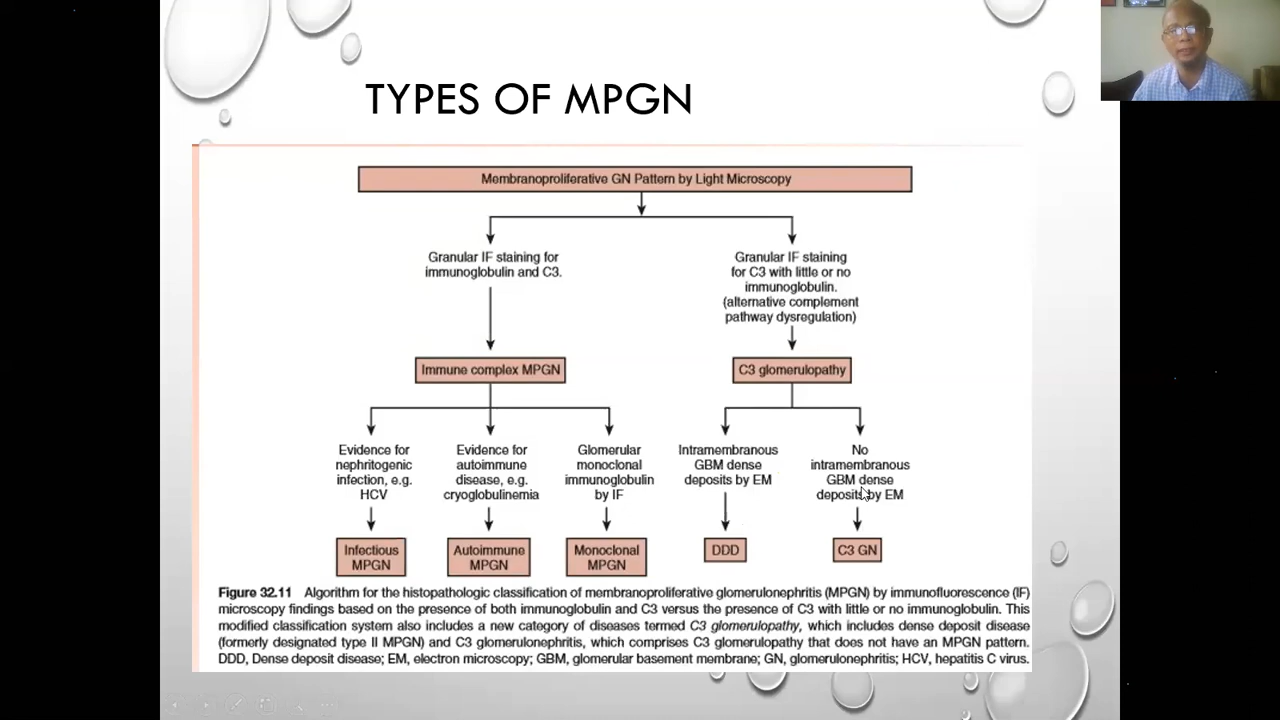 TYPES OF MPGN
Membranoproliferative GN Pattern by Light Microscopy
Granular IF staining for
immunoglobulin and C3.
Granular IF staining
for C3 with little or no
immunoglobulin.
(alternative complement
pathway dysregulation)
Immune complex MPGN
C3 glomerulopathy
Evidence for
nephritogenic
infection, e.g.
HCV
Evidence for
autoimmune
disease, e.g.
cryoglobulinemia
Glomerular
monoclonal
immunoglobulin
by IF
Intramembranous
GBM dense
deposits by EM
No
intramembranous
GBM dense
deposits by EM
Infectious
MPGN
Autoimmune
MPGN
Monoclonal
MPGN
DDD
C3 GN
Figure 32.11 Algorithm for the histopathologic classification of membranoproliferative glomerulonephritis (MPGN) by immunofluorescence (IF)
microscopy findings based on the presence of both immunoglobulin and C3 versus the presence of C3 with little or no immunoglobulin. This
modified classification system also includes a new category of diseases termed C3 glomerulopathy, which includes dense deposit disease
(formerly designated type II MPGN) and C3 glomerulonephritis, which comprises C3 glomerulopathy that does not have an MPGN pattern.
DDD, Dense deposit disease; EM, electron microscopy; GBM, glomerular basement membrane; GN, glomerulonephritis; HCV, hepatitis C virus.